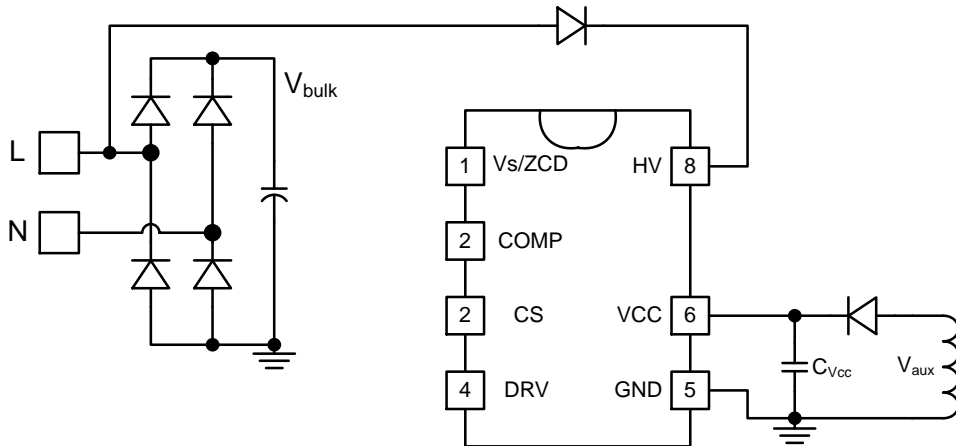 V_bulk
L
N
1 Vs/ZCD
HV 8
2 COMP
2 CS
VCC 6
4 DRV
GND 5
C_Vcc
V_aux